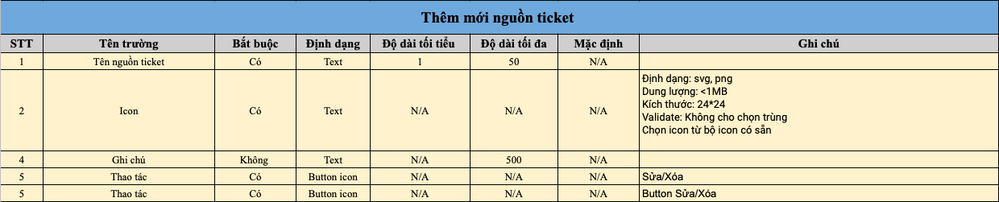 Thêm mới nguồn ticket
STT Tên trường Bắt buộc Định dạng Độ dài tối tiểu Độ dài tối đa Mặc định Ghi chú
1 Tên nguồn ticket Có Text 1 50 N/A
2 Icon Có Text N/A N/A N/A Định dạng: svg, png
Dung lượng: <1MB
Kích thước: 24*24
Validate: Không cho chọn trùng
Chọn icon từ bộ icon có sẵn
4 Ghi chú Không Text N/A 500 N/A
5 Thao tác Có Button icon N/A N/A N/A Sửa/Xóa
5 Thao tác Có Button icon N/A N/A N/A Button Sửa/Xóa